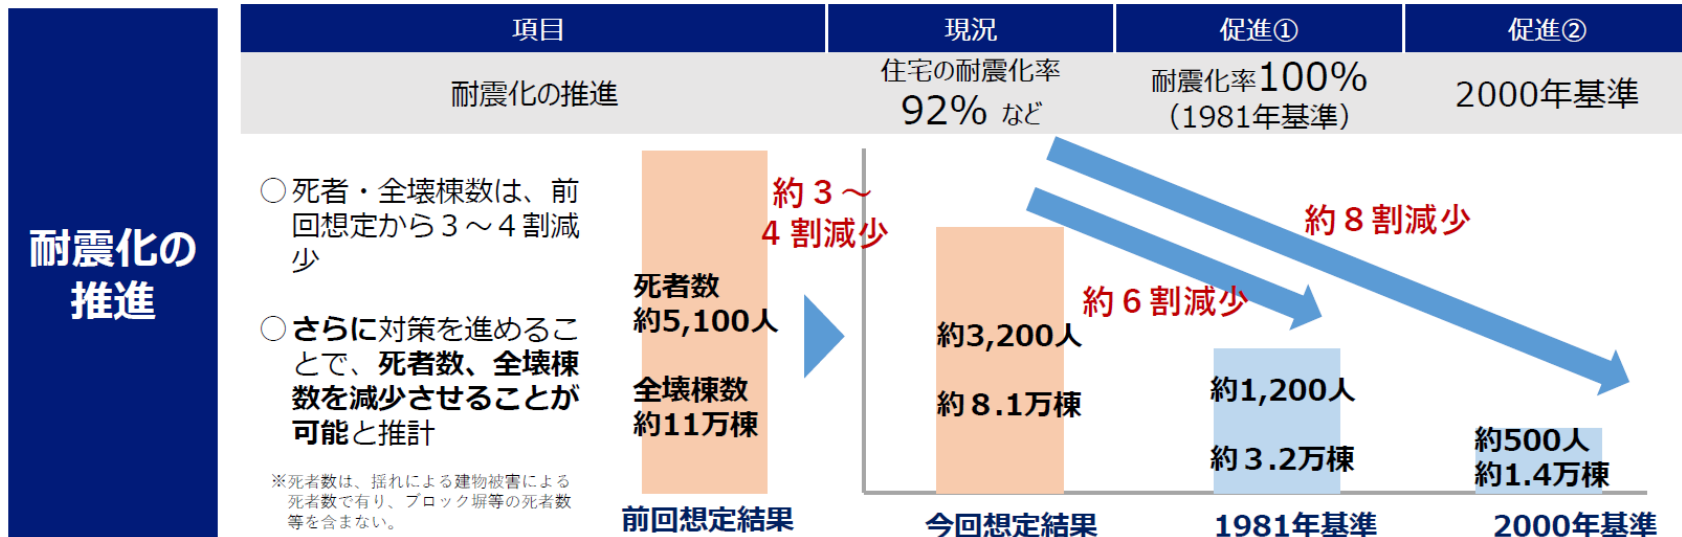 耐震化の
推進
項目
現況
促進①
促進②
耐震化の推進
住宅の耐震化率
92% など
耐震化率100%
（1981年基準）
2000年基準
○死者・全壊棟数は、前
回想定から３～４割減
少
○さらに対策を進めるこ
とで、死者数、全壊棟
数を減少させることが
可能と推計
※死者数は、揺れによる建物被害による
死者数で有り、ブロック塀等の死者数
等を含まない。
死者数
約5,100人
全壊棟数
約11万棟
前回想定結果
約３～
４割減少
約3,200人
約８.1万棟
今回想定結果
約６割減少
約1,200人
約３.2万棟
1981年基準
約８割減少
約500人
約1.4万棟
2000年基準